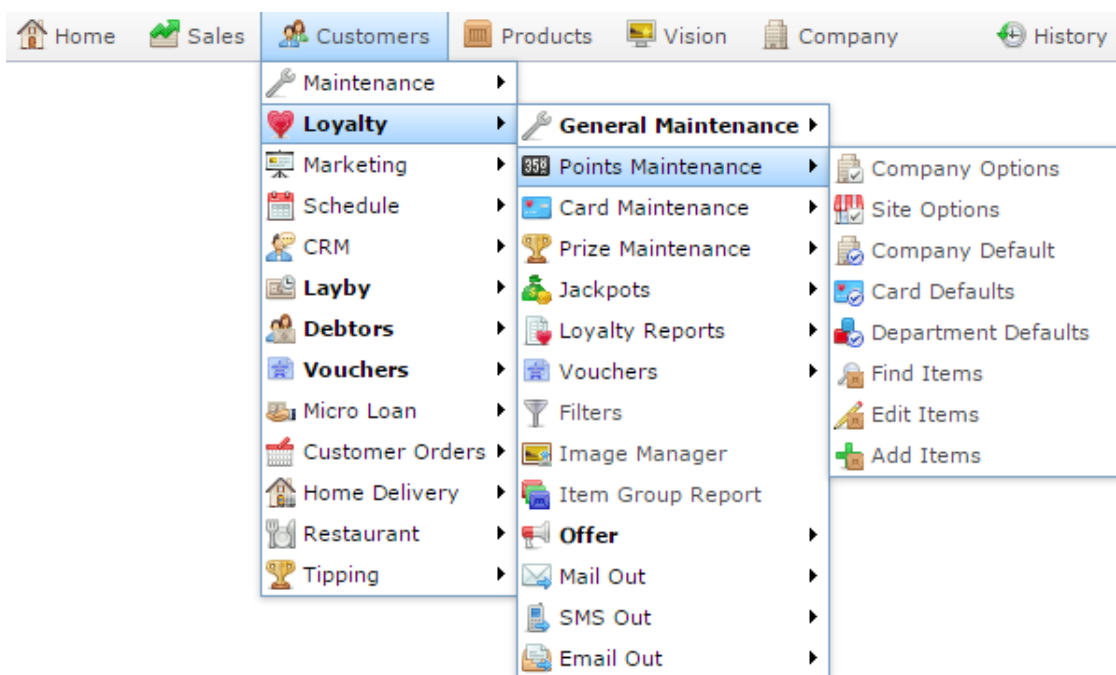 Home Sales Customers Products Vision Company History
Maintenance
Loyalty
Marketing
Schedule
CRM
Layby
Debtors
Vouchers
Micro Loan
Customer Orders
Home Delivery
Restaurant
Tipping
General Maintenance
Points Maintenance
Card Maintenance
Prize Maintenance
Jackpots
Loyalty Reports
Vouchers
Filters
Image Manager
Item Group Report
Offer
Mail Out
SMS Out
Email Out
Company Options
Site Options
Company Default
Card Defaults
Department Defaults
Find Items
Edit Items
Add Items